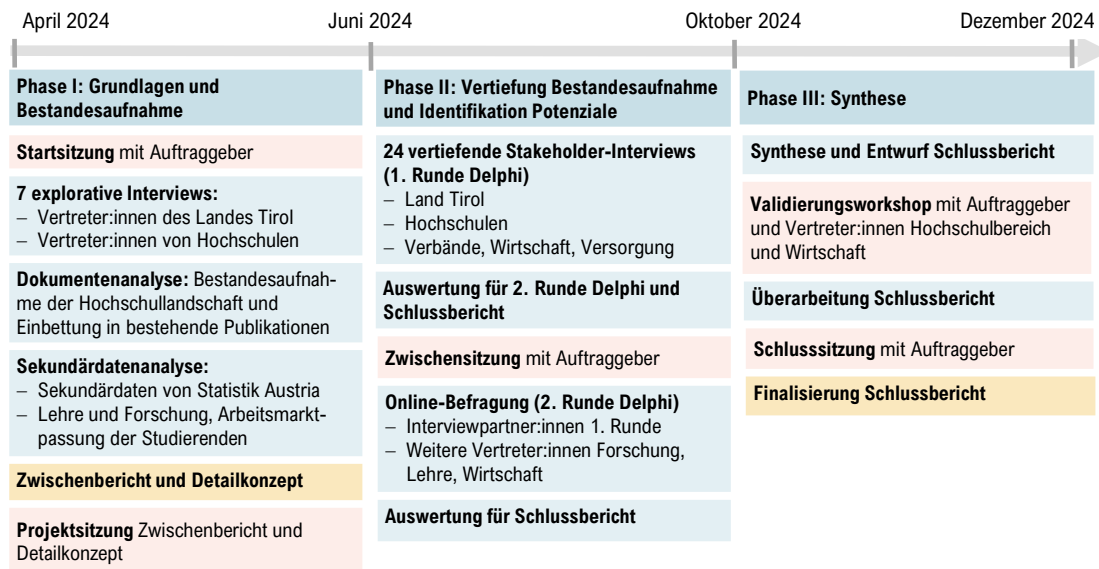 April 2024
Juni 2024
Oktober 2024
Dezember 2024
Phase I: Grundlagen und
Bestandesaufnahme
Startsitzung mit Auftraggeber
7 explorative Interviews:
– Vertreter:innen des Landes Tirol
– Vertreter:innen von Hochschulen
Dokumentenanalyse: Bestandesaufnah-
me der Hochschullandschaft und
Einbettung in bestehende Publikationen
Sekundärdatenanalyse:
– Sekundärdaten von Statistik Austria
– Lehre und Forschung, Arbeitsmarkt-
passung der Studierenden
Zwischenbericht und Detailkonzept
Projektsitzung Zwischenbericht und
Detailkonzept
Phase II: Vertiefung Bestandesaufnahme
und Identifikation Potenziale
24 vertiefende Stakeholder-Interviews
(1. Runde Delphi)
– Land Tirol
– Hochschulen
– Verbände, Wirtschaft, Versorgung
Auswertung für 2. Runde Delphi und
Schlussbericht
Zwischensitzung mit Auftraggeber
Online-Befragung (2. Runde Delphi)
– Interviewpartner:innen 1. Runde
– Weitere Vertreter:innen Forschung,
Lehre, Wirtschaft
Auswertung für Schlussbericht
Phase III: Synthese
Synthese und Entwurf Schlussbericht
Validierungsworkshop mit Auftraggeber
und Vertreter:innen Hochschulbereich
und Wirtschaft
Überarbeitung Schlussbericht
Schlusssitzung mit Auftraggeber
Finalisierung Schlussbericht